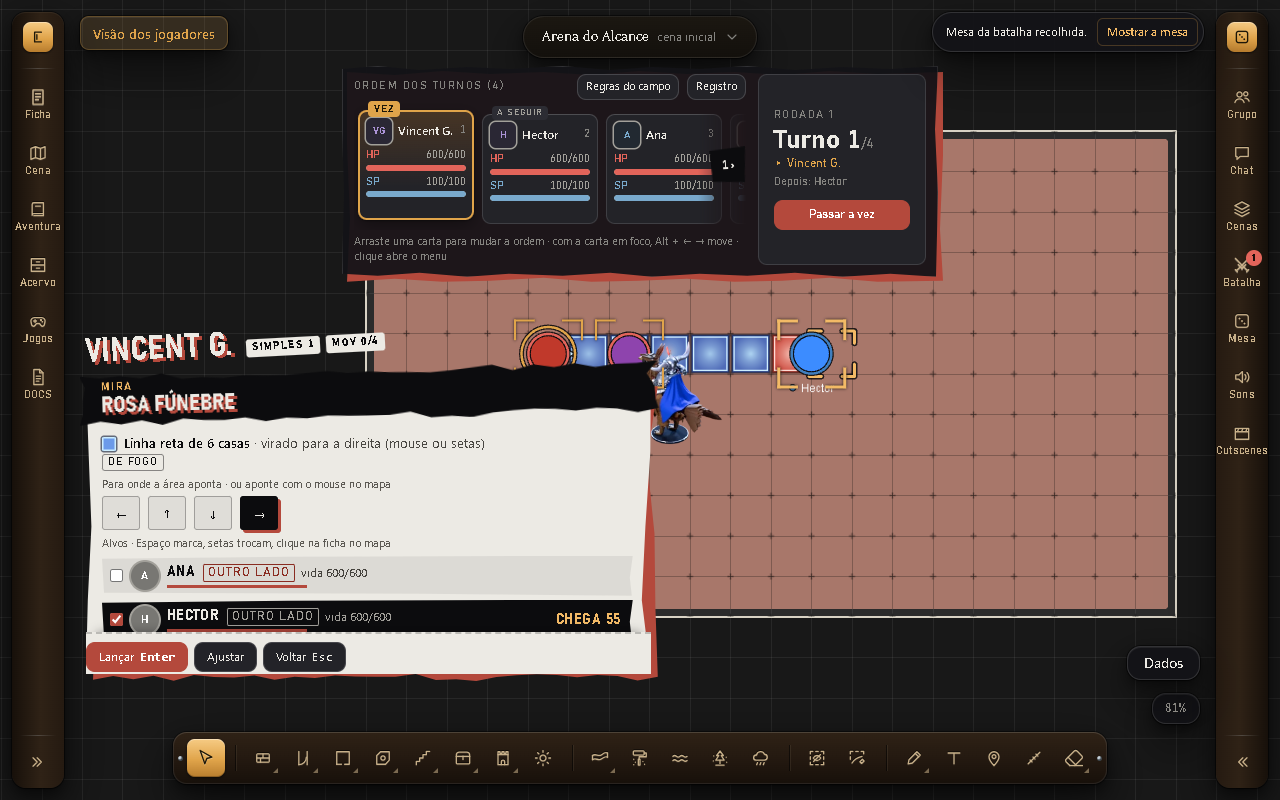 Visão dos jogadores
Arena do Alcance cena inicial
Mesa da batalha recolhida. Mostrar a mesa
Ficha
Cena
Aventura
Acervo
Jogos
DOCS
Grupo
Chat
Cenas
Batalha
1
Mesa
Sons
Cutscenes
ORDEM DOS TURNOS (4)
Regras do campo
Registro
VEZ
VG Vincent G. 1
HP 600/600
SP 100/100
A SEGUIR
H Hector 2
HP 600/600
SP 100/100
A Ana 3
HP 600/600
SP 100/100
1›
Arraste uma carta para mudar a ordem · com a carta em foco, Alt + ← → move ·
clique abre o menu
RODADA 1
Turno 1/4
Vincent G.
Depois: Hector
Passar a vez
Hector
VINCENT G. SIMPLES 1 MOV 0/4
MIRA
ROSA FÚNEBRE
Linha reta de 6 casas · virado para a direita (mouse ou setas)
DE FOGO
Para onde a área aponta · ou aponte com o mouse no mapa
← ↑ ↓ →
Alvos · Espaço marca, setas trocam, clique na ficha no mapa
A ANA OUTRO LADO vida 600/600
H HECTOR OUTRO LADO vida 600/600 CHEGA 55
Lançar Enter
Ajustar
Voltar Esc
Dados
81%